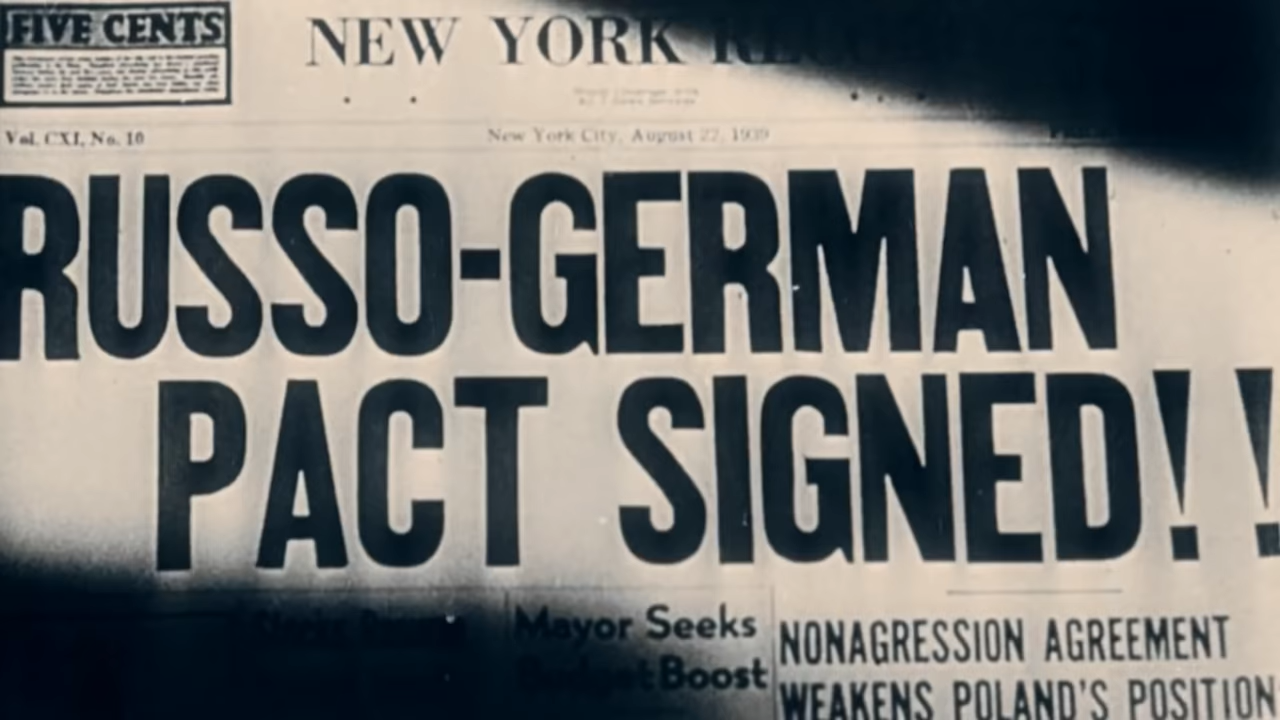 FIVE CENTS
NEW YORK
Vol. CXI, No. 10
New York City, August 22, 1939
RUSSO-GERMAN
PACT SIGNED! !
Mayor Seeks
Budget Boost
NONAGRESSION AGREEMENT
WEAKENS POLAND'S POSITION